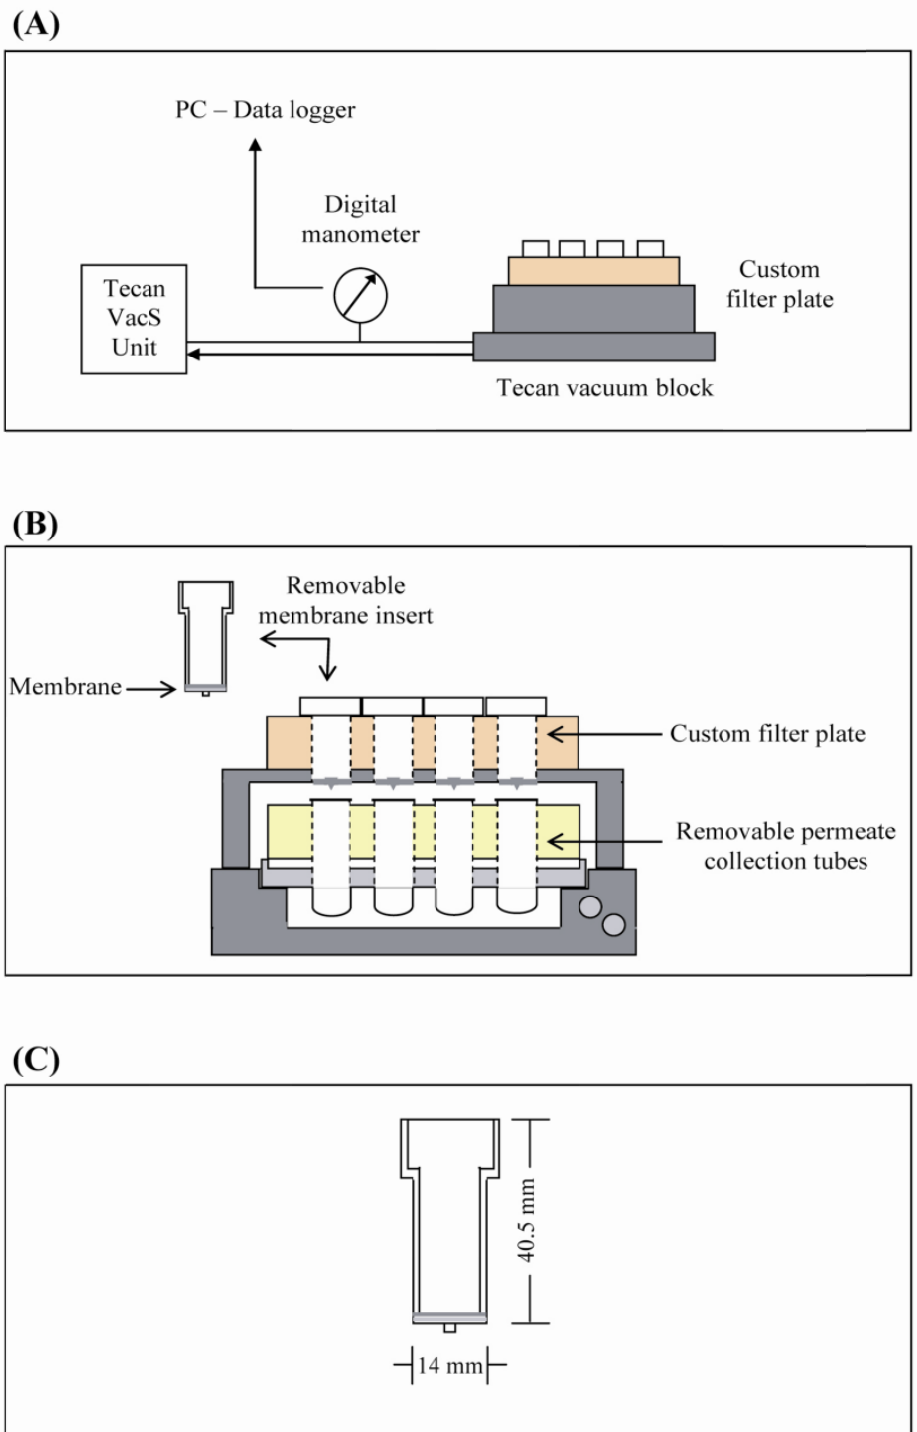 (A)
PC – Data logger
Digital
manometer
Tecan
VacS
Unit
Custom
filter plate
Tecan vacuum block
(B)
Removable
membrane insert
Membrane
Custom filter plate
Removable permeate
collection tubes
(C)
40.5 mm
14 mm